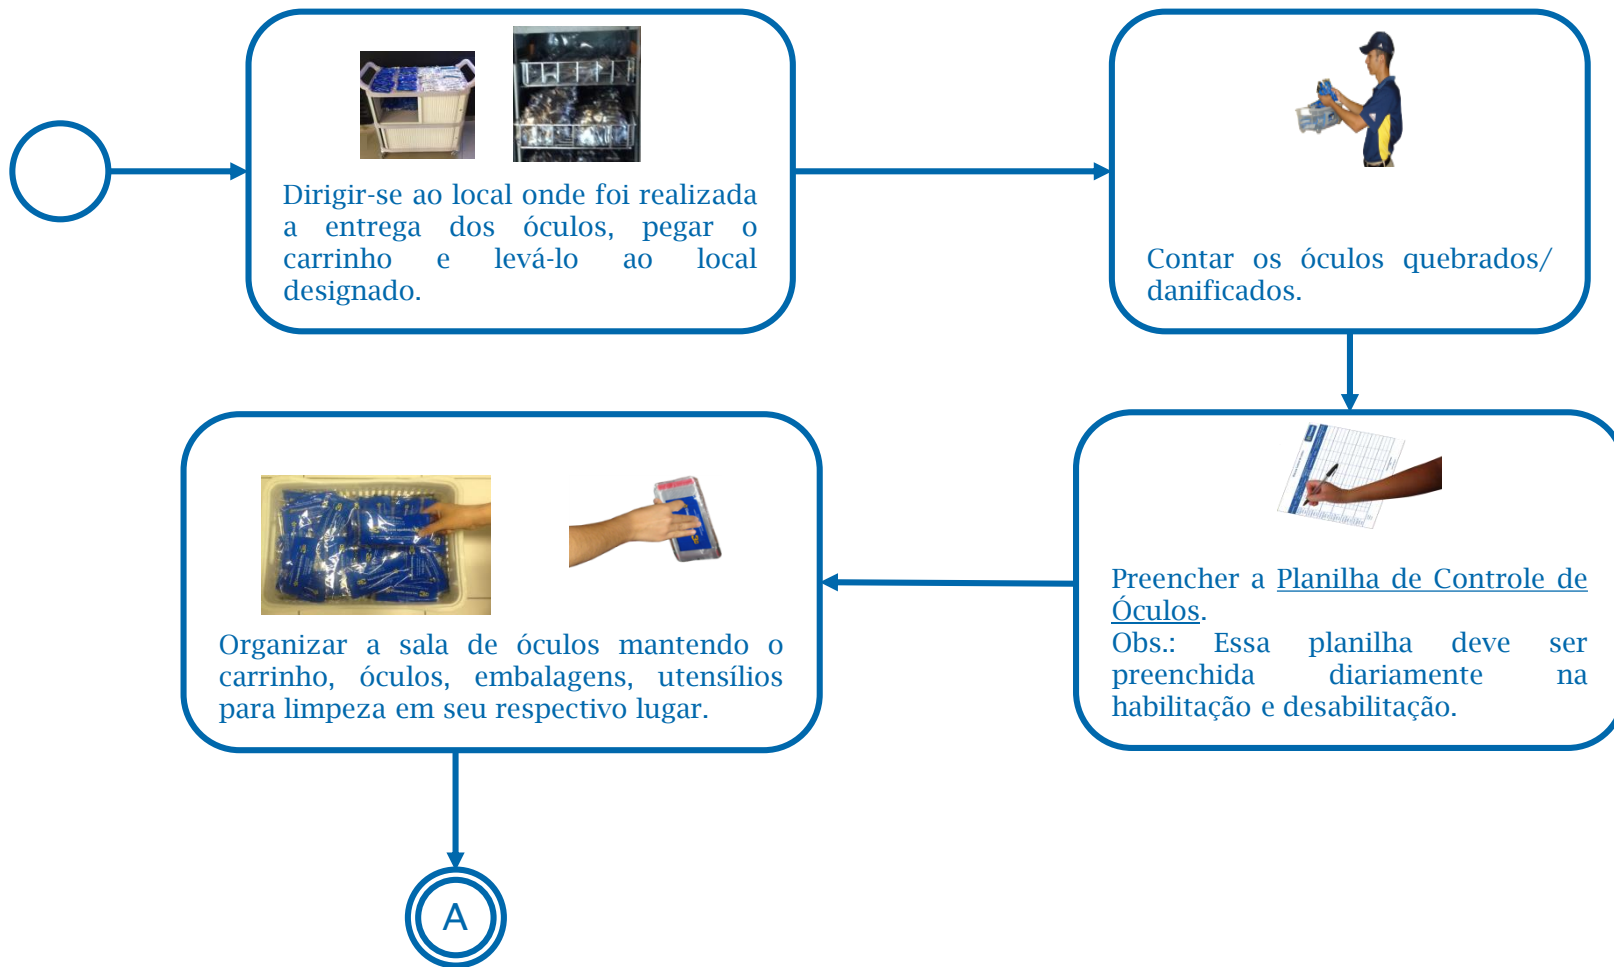 Dirigir-se ao local onde foi realizada
a entrega dos óculos, pegar o
carrinho e levá-lo ao local
designado.
Contar os óculos quebrados/
danificados.
Preencher a Planilha de Controle de
Óculos.
Obs.: Essa planilha deve ser
preenchida diariamente na
habilitação e desabilitação.
Organizar a sala de óculos mantendo o
carrinho, óculos, embalagens, utensílios
para limpeza em seu respectivo lugar.
A